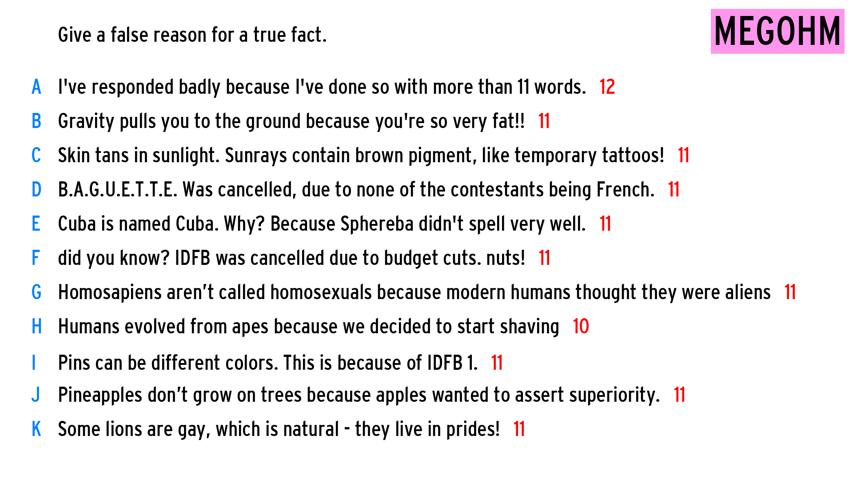 Give a false reason for a true fact.
MEGOHM
A I've responded badly because I've done so with more than 11 words. 12
B Gravity pulls you to the ground because you're so very fat!! 11
C Skin tans in sunlight. Sunrays contain brown pigment, like temporary tattoos! 11
D B.A.G.U.E.T.T.E. Was cancelled, due to none of the contestants being French. 11
E Cuba is named Cuba. Why? Because Sphereba didn't spell very well. 11
F did you know? IDFB was cancelled due to budget cuts. nuts! 11
G Homosapiens aren’t called homosexuals because modern humans thought they were aliens 11
H Humans evolved from apes because we decided to start shaving 10
I Pins can be different colors. This is because of IDFB 1. 11
J Pineapples don’t grow on trees because apples wanted to assert superiority. 11
K Some lions are gay, which is natural - they live in prides! 11